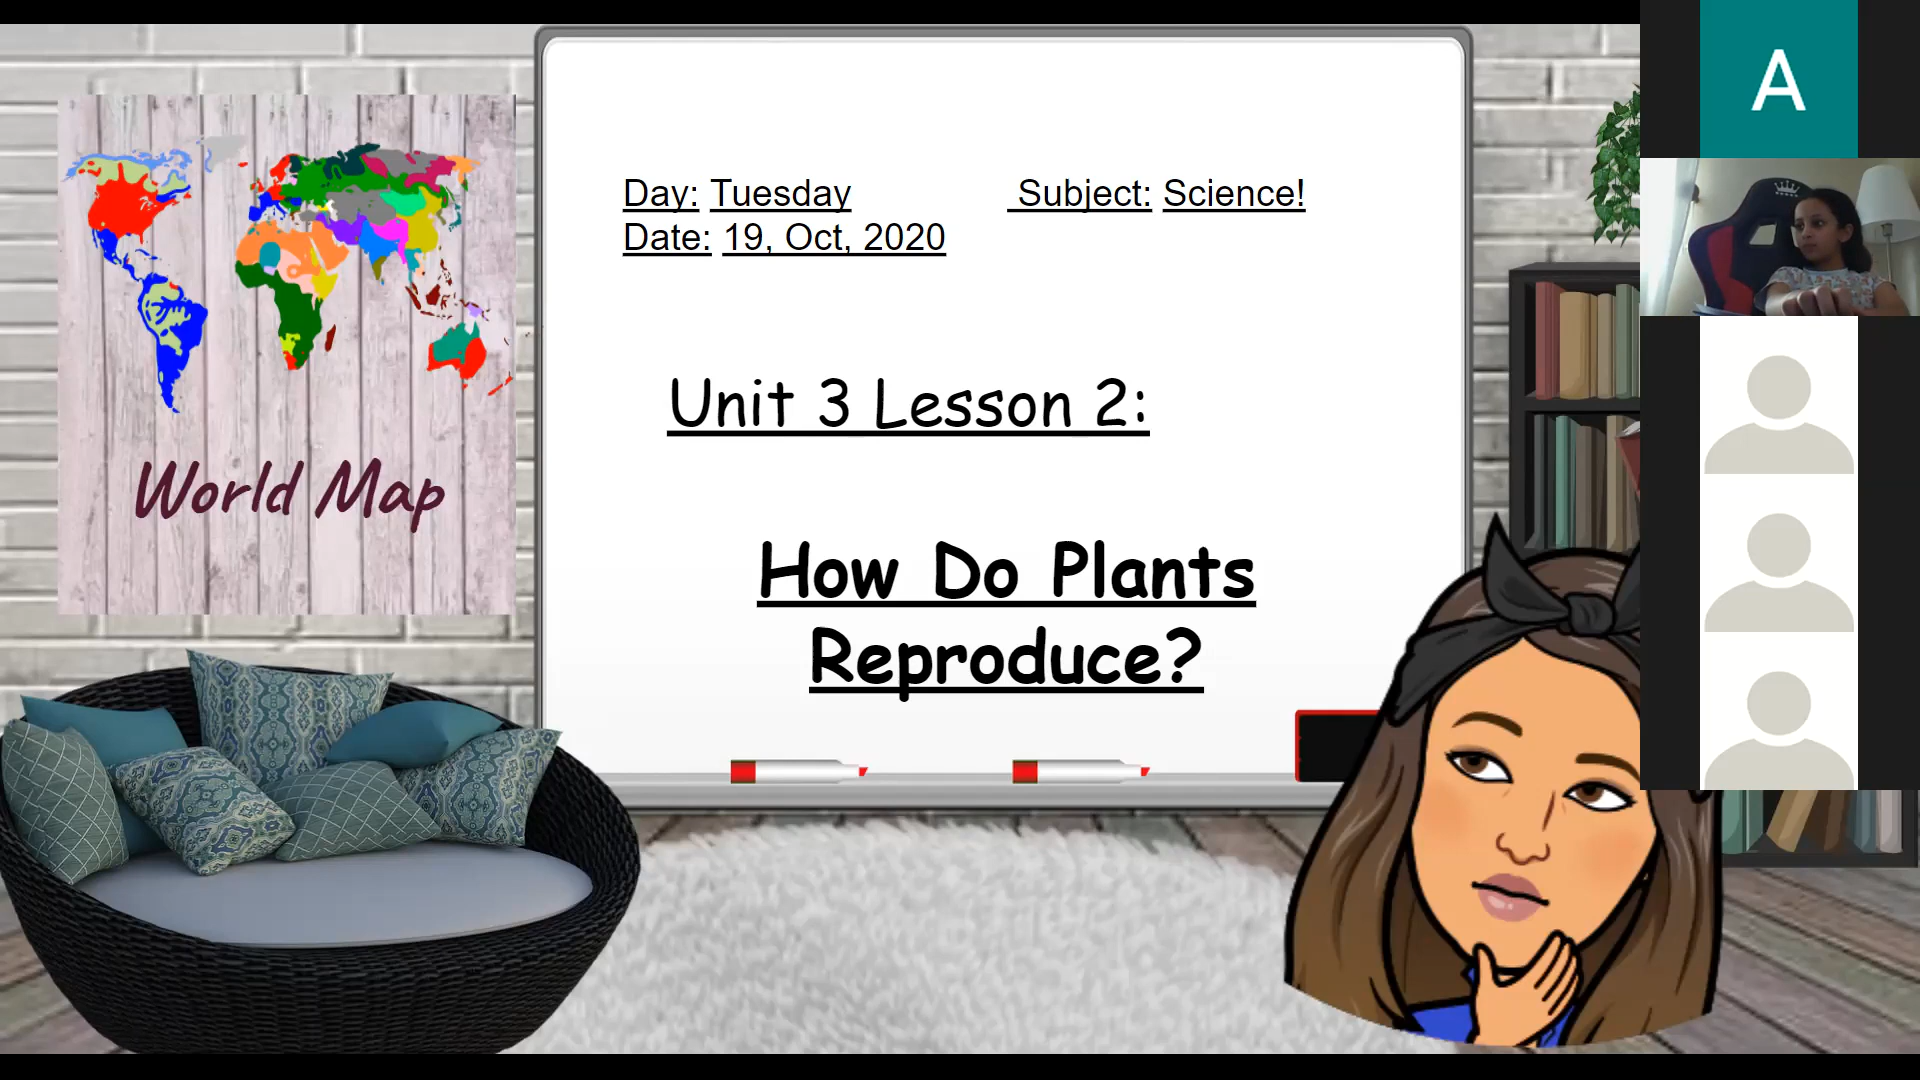 Day: Tuesday Subject: Science!
Date: 19, Oct, 2020
Unit 3 Lesson 2:
How Do Plants
Reproduce?
World Map
A